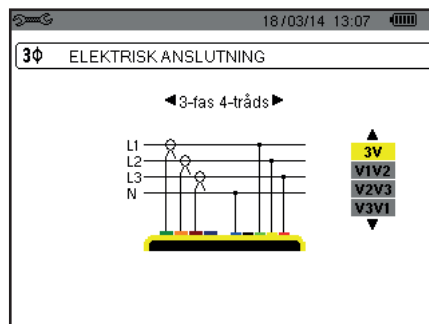 18/03/14 13:07
3ϕ ELEKTRISK ANSLUTNING
◄3-fas 4-tråds►
L1
L2
L3
N
3V
V1V2
V2V3
V3V1